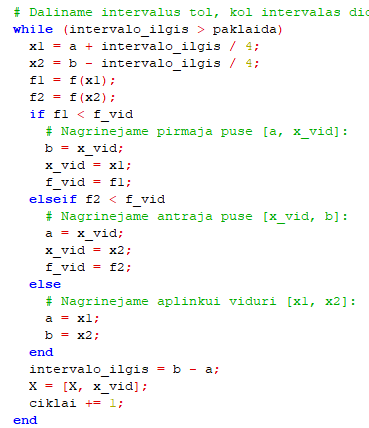 # Daliname intervalus tol, kol intervalas
while (intervalo_ilgis > paklaida)
x1 = a + intervalo_ilgis / 4;
x2 = b - intervalo_ilgis / 4;
f1 = f(x1);
f2 = f(x2);
if f1 < f_vid
# Nagrinejame pirmaja puse [a, x_vid]:
b = x_vid;
x_vid = x1;
f_vid = f1;
elseif f2 < f_vid
# Nagrinejame antraja puse [x_vid, b]:
a = x_vid;
x_vid = x2;
f_vid = f2;
else
# Nagrinejame aplinkui viduri [x1, x2]:
a = x1;
b = x2;
end
intervalo_ilgis = b - a;
X = [X, x_vid];
ciklai += 1;
end